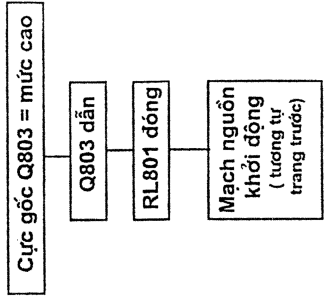 Cực gốc Q803 = mức cao
Q803 dẫn
RL801 đóng
Mạch nguồn
khởi động
( tương tự
trang trước)